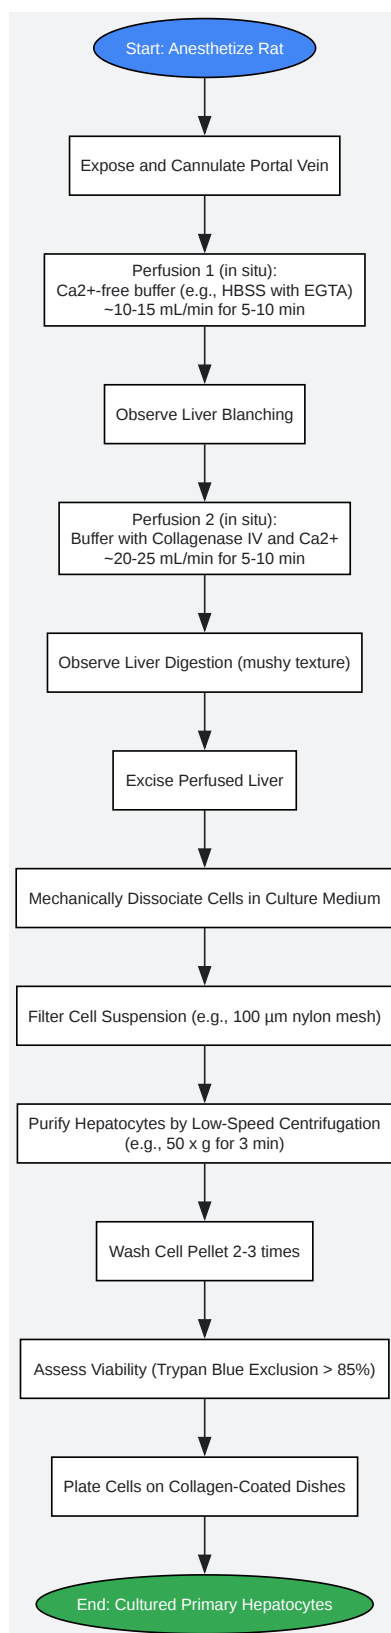 Start: Anesthetize Rat
Expose and Cannulate Portal Vein
Perfusion 1 (in situ):
Ca2+-free buffer (e.g., HBSS with EGTA)
~10-15 mL/min for 5-10 min
Observe Liver Blanching
Perfusion 2 (in situ):
Buffer with Collagenase IV and Ca2+
~20-25 mL/min for 5-10 min
Observe Liver Digestion (mushy texture)
Excise Perfused Liver
Mechanically Dissociate Cells in Culture Medium
Filter Cell Suspension (e.g., 100 µm nylon mesh)
Purify Hepatocytes by Low-Speed Centrifugation
(e.g., 50 x g for 3 min)
Wash Cell Pellet 2-3 times
Assess Viability (Trypan Blue Exclusion > 85%)
Plate Cells on Collagen-Coated Dishes
End: Cultured Primary Hepatocytes